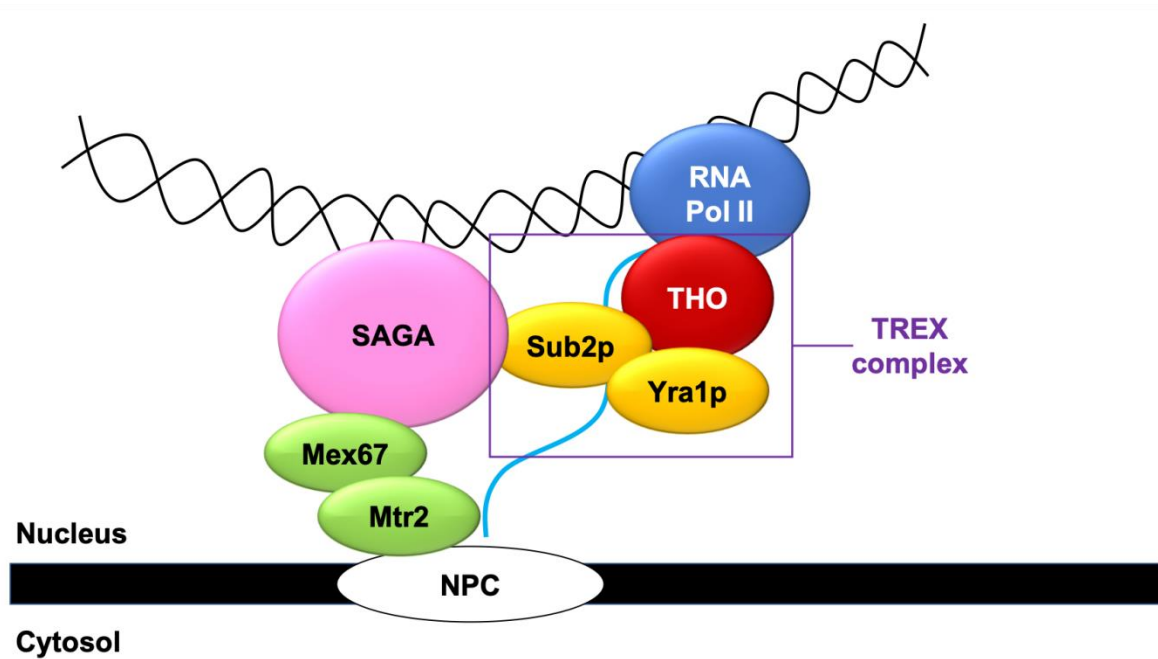 RNA
Pol II
THO
SAGA
Sub2p
TREX
complex
Yra1p
Mex67
Mtr2
Nucleus
NPC
Cytosol